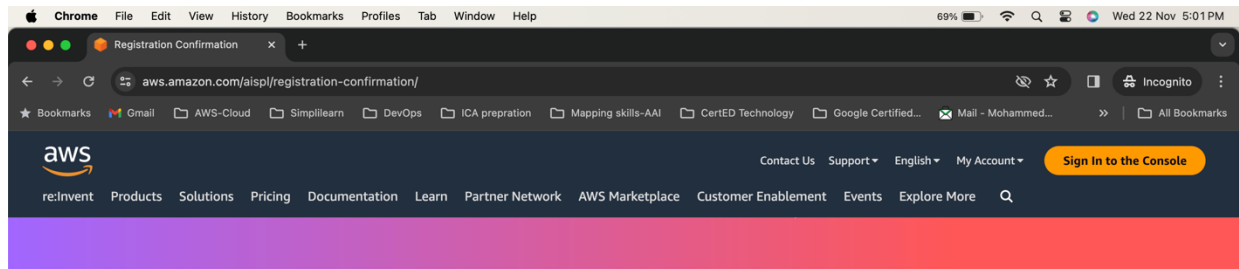 Chrome File Edit View History Bookmarks Profiles Tab Window Help 69% Wed 22 Nov 5:01 PM
Registration Confirmation
aws.amazon.com/aispl/registration-confirmation/ Incognito
Bookmarks Gmail AWS-Cloud Simplilearn DevOps ICA prepration Mapping skills-AAI CertED Technology Google Certified... Mail - Mohammed... » All Bookmarks
aws Contact Us Support English My Account Sign In to the Console
re:Invent Products Solutions Pricing Documentation Learn Partner Network AWS Marketplace Customer Enablement Events Explore More